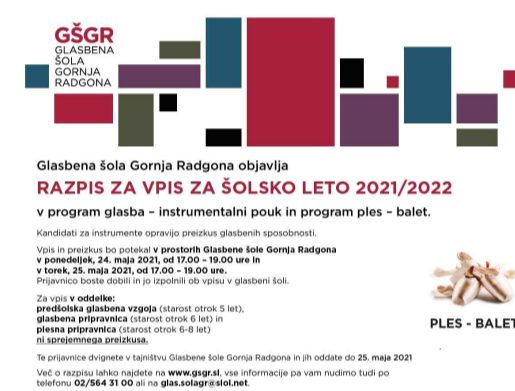 GŠGR
GLASBENA
ŠOLA
GORNJA
RADGONA
Glasbena šola Gornja Radgona objavlja
RAZPIS ZA VPIS ZA ŠOLSKO LETO 2021/2022
v program glasba – instrumentalni pouk in program ples – balet.
Kandidati za instrumente opravijo preizkus glasbenih sposobnosti.
Vpis in preizkus bo potekal v prostorih Glasbene šole Gornja Radgona
v ponedeljek, 24. maja 2021, od 17.00 – 19.00 ure in
v torek, 25. maja 2021, od 17.00 – 19.00 ure.
Prijavnico boste dobili in jo izpolnili ob vpisu v glasbeni šoli.
Za vpis v oddelke:
predšolska glasbena vzgoja (starost otrok 5 let),
glasbena pripravnica (starost otrok 6 let) in
plesna pripravnica (starost otrok 6-8 let)
ni sprejemnega preizkusa.
PLES - BALET
Te prijavnice dvignete v tajništvu Glasbene šole Gornja Radgona in jih oddate do 25. maja 2021
Več o razpisu lahko najdete na www.gsgr.si, vse informacije pa vam nudimo tudi po
telefonu 02/564 31 00 ali na glas.solagr@siol.net.